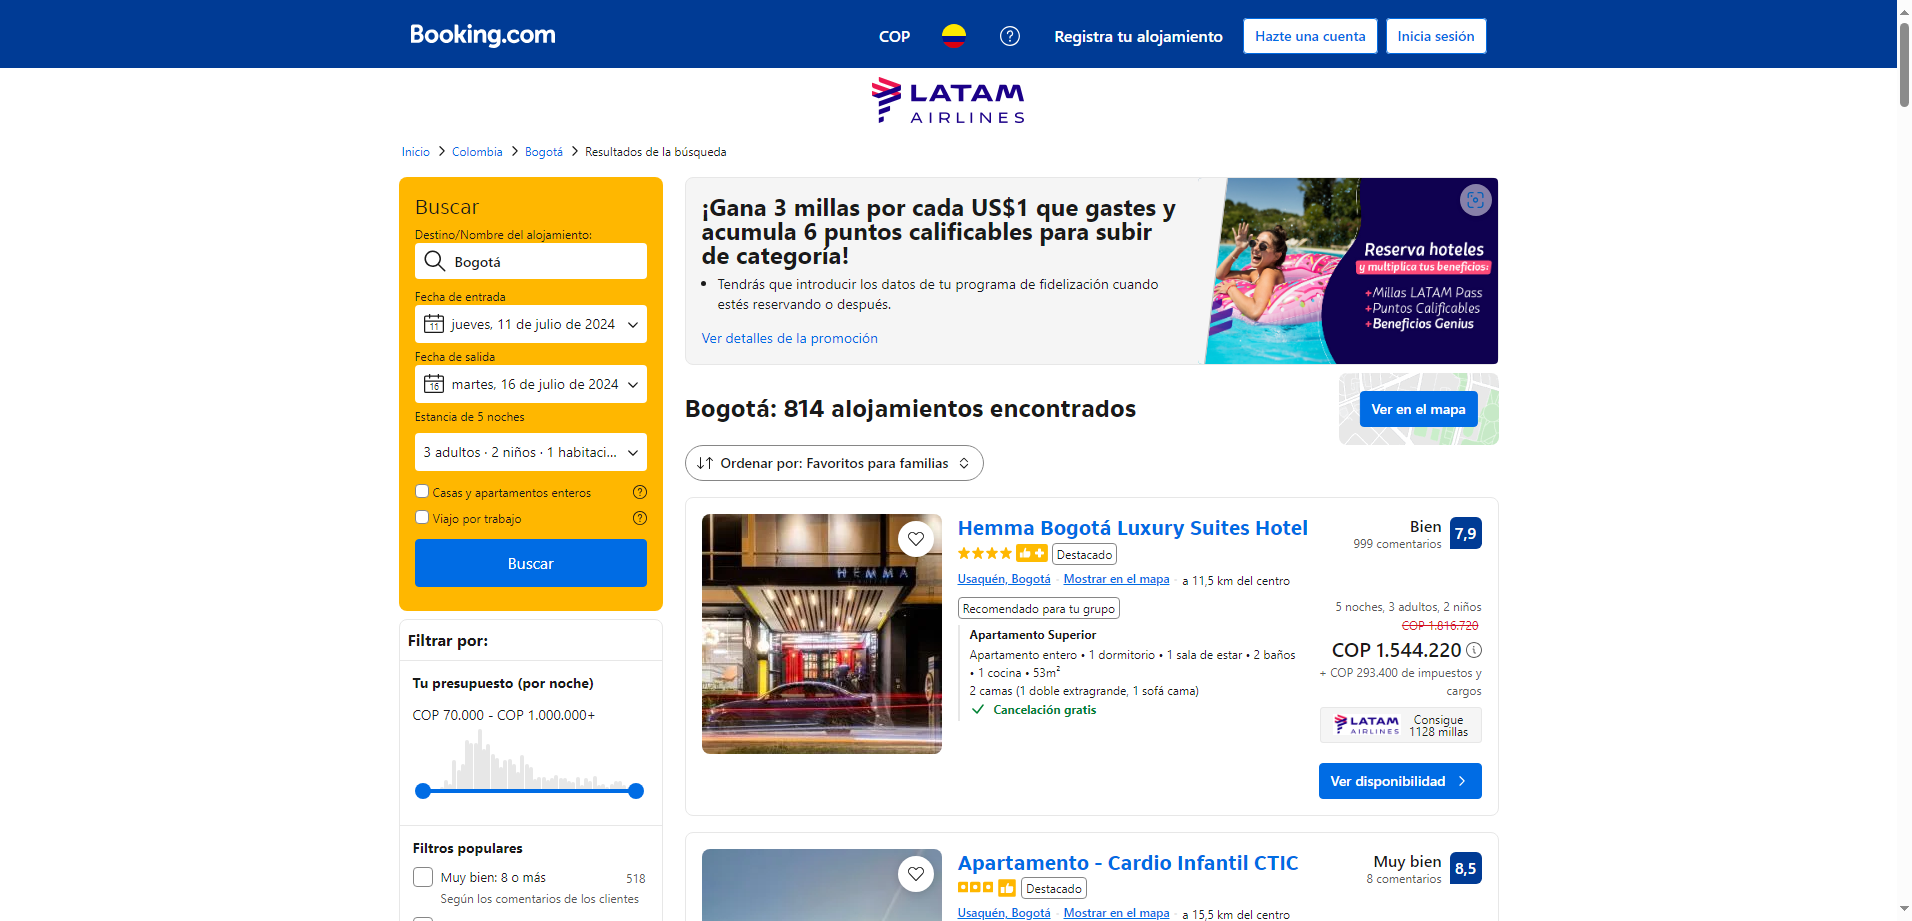 Booking.com
COP
Registra tu alojamiento
Hazte una cuenta
Inicia sesión
LATAM
AIRLINES
Inicio
Colombia
Bogotá
Resultados de la búsqueda
Buscar
Destino/Nombre del alojamiento:
Bogotá
Fecha de entrada
11
jueves, 11 de julio de 2024
Fecha de salida
16
martes, 16 de julio de 2024
Estancia de 5 noches
3 adultos · 2 niños · 1 habitaci...
Casas y apartamentos enteros
Viajo por trabajo
Buscar
Filtrar por:
Tu presupuesto (por noche)
COP 70.000 - COP 1.000.000+
Filtros populares
Muy bien: 8 o más
518
Según los comentarios de los clientes
¡Gana 3 millas por cada US$1 que gastes y
acumula 6 puntos calificables para subir
de categoría!
• Tendrás que introducir los datos de tu programa de fidelización cuando
estés reservando o después.
Ver detalles de la promoción
Reserva hoteles
y multiplica tus beneficios:
+Millas LATAM Pass
+Puntos Calificables
+Beneficios Genius
Bogotá: 814 alojamientos encontrados
Ver en el mapa
Ordenar por: Favoritos para familias
HEMMA
Hemma Bogotá Luxury Suites Hotel
Destacado
Usaquén, Bogotá · Mostrar en el mapa · a 11,5 km del centro
Recomendado para tu grupo
Apartamento Superior
Apartamento entero • 1 dormitorio • 1 sala de estar • 2 baños
• 1 cocina • 53m²
2 camas (1 doble extragrande, 1 sofá cama)
Cancelación gratis
Bien
999 comentarios
7,9
5 noches, 3 adultos, 2 niños
COP 1.816.720
COP 1.544.220
+ COP 293.400 de impuestos y
cargos
LATAM
AIRLINES
Consigue
1128 millas
Ver disponibilidad
Apartamento - Cardio Infantil CTIC
Destacado
Usaquén, Bogotá · Mostrar en el mapa · a 15,5 km del centro
Muy bien
8 comentarios
8,5